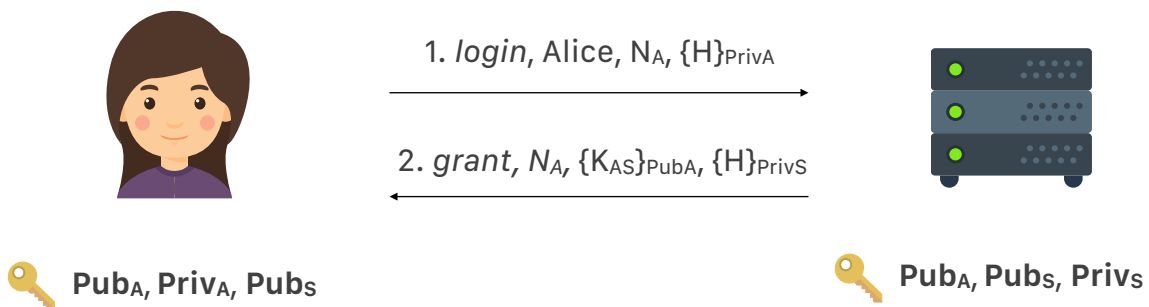 1. login, Alice, NA, {H}PrivA
2. grant, NA, {KAS}PubA, {H}PrivS
PubA, PrivA, PubS
PubA, PubS, PrivS